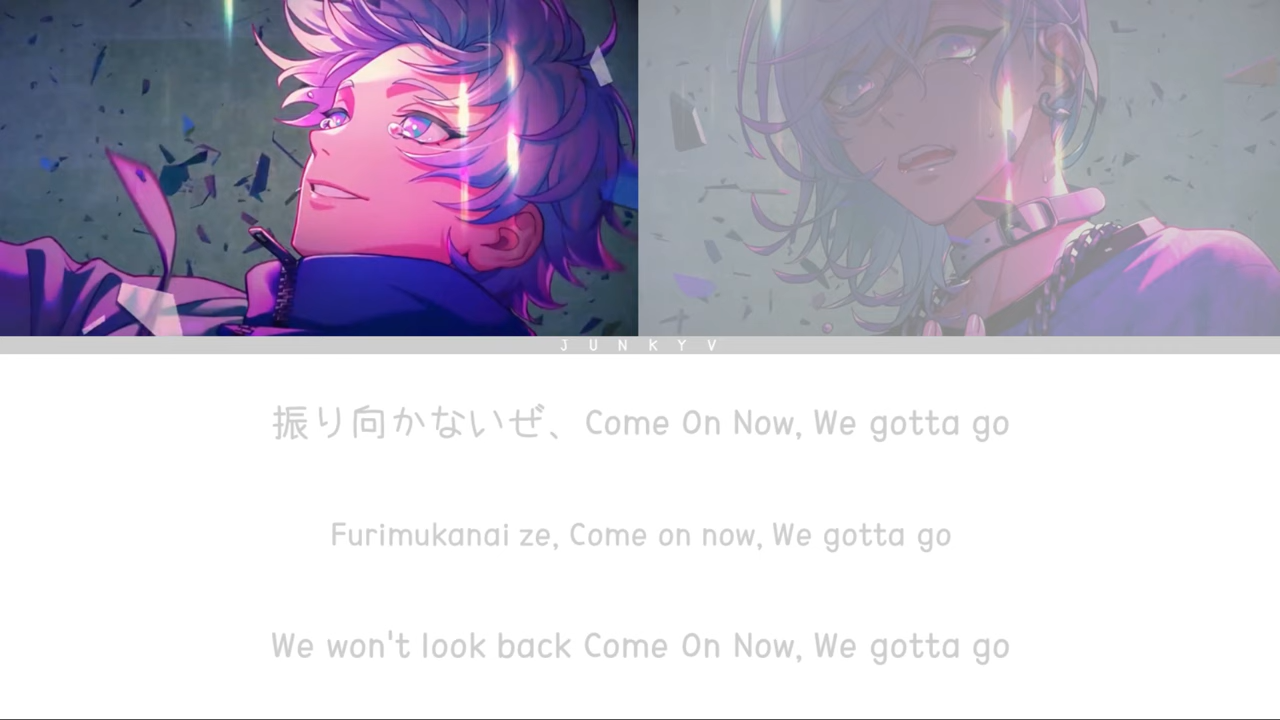 J U N K Y V
振り向かないぜ、Come On Now, We gotta go
Furimukanai ze, Come on now, We gotta go
We won't look back Come On Now, We gotta go